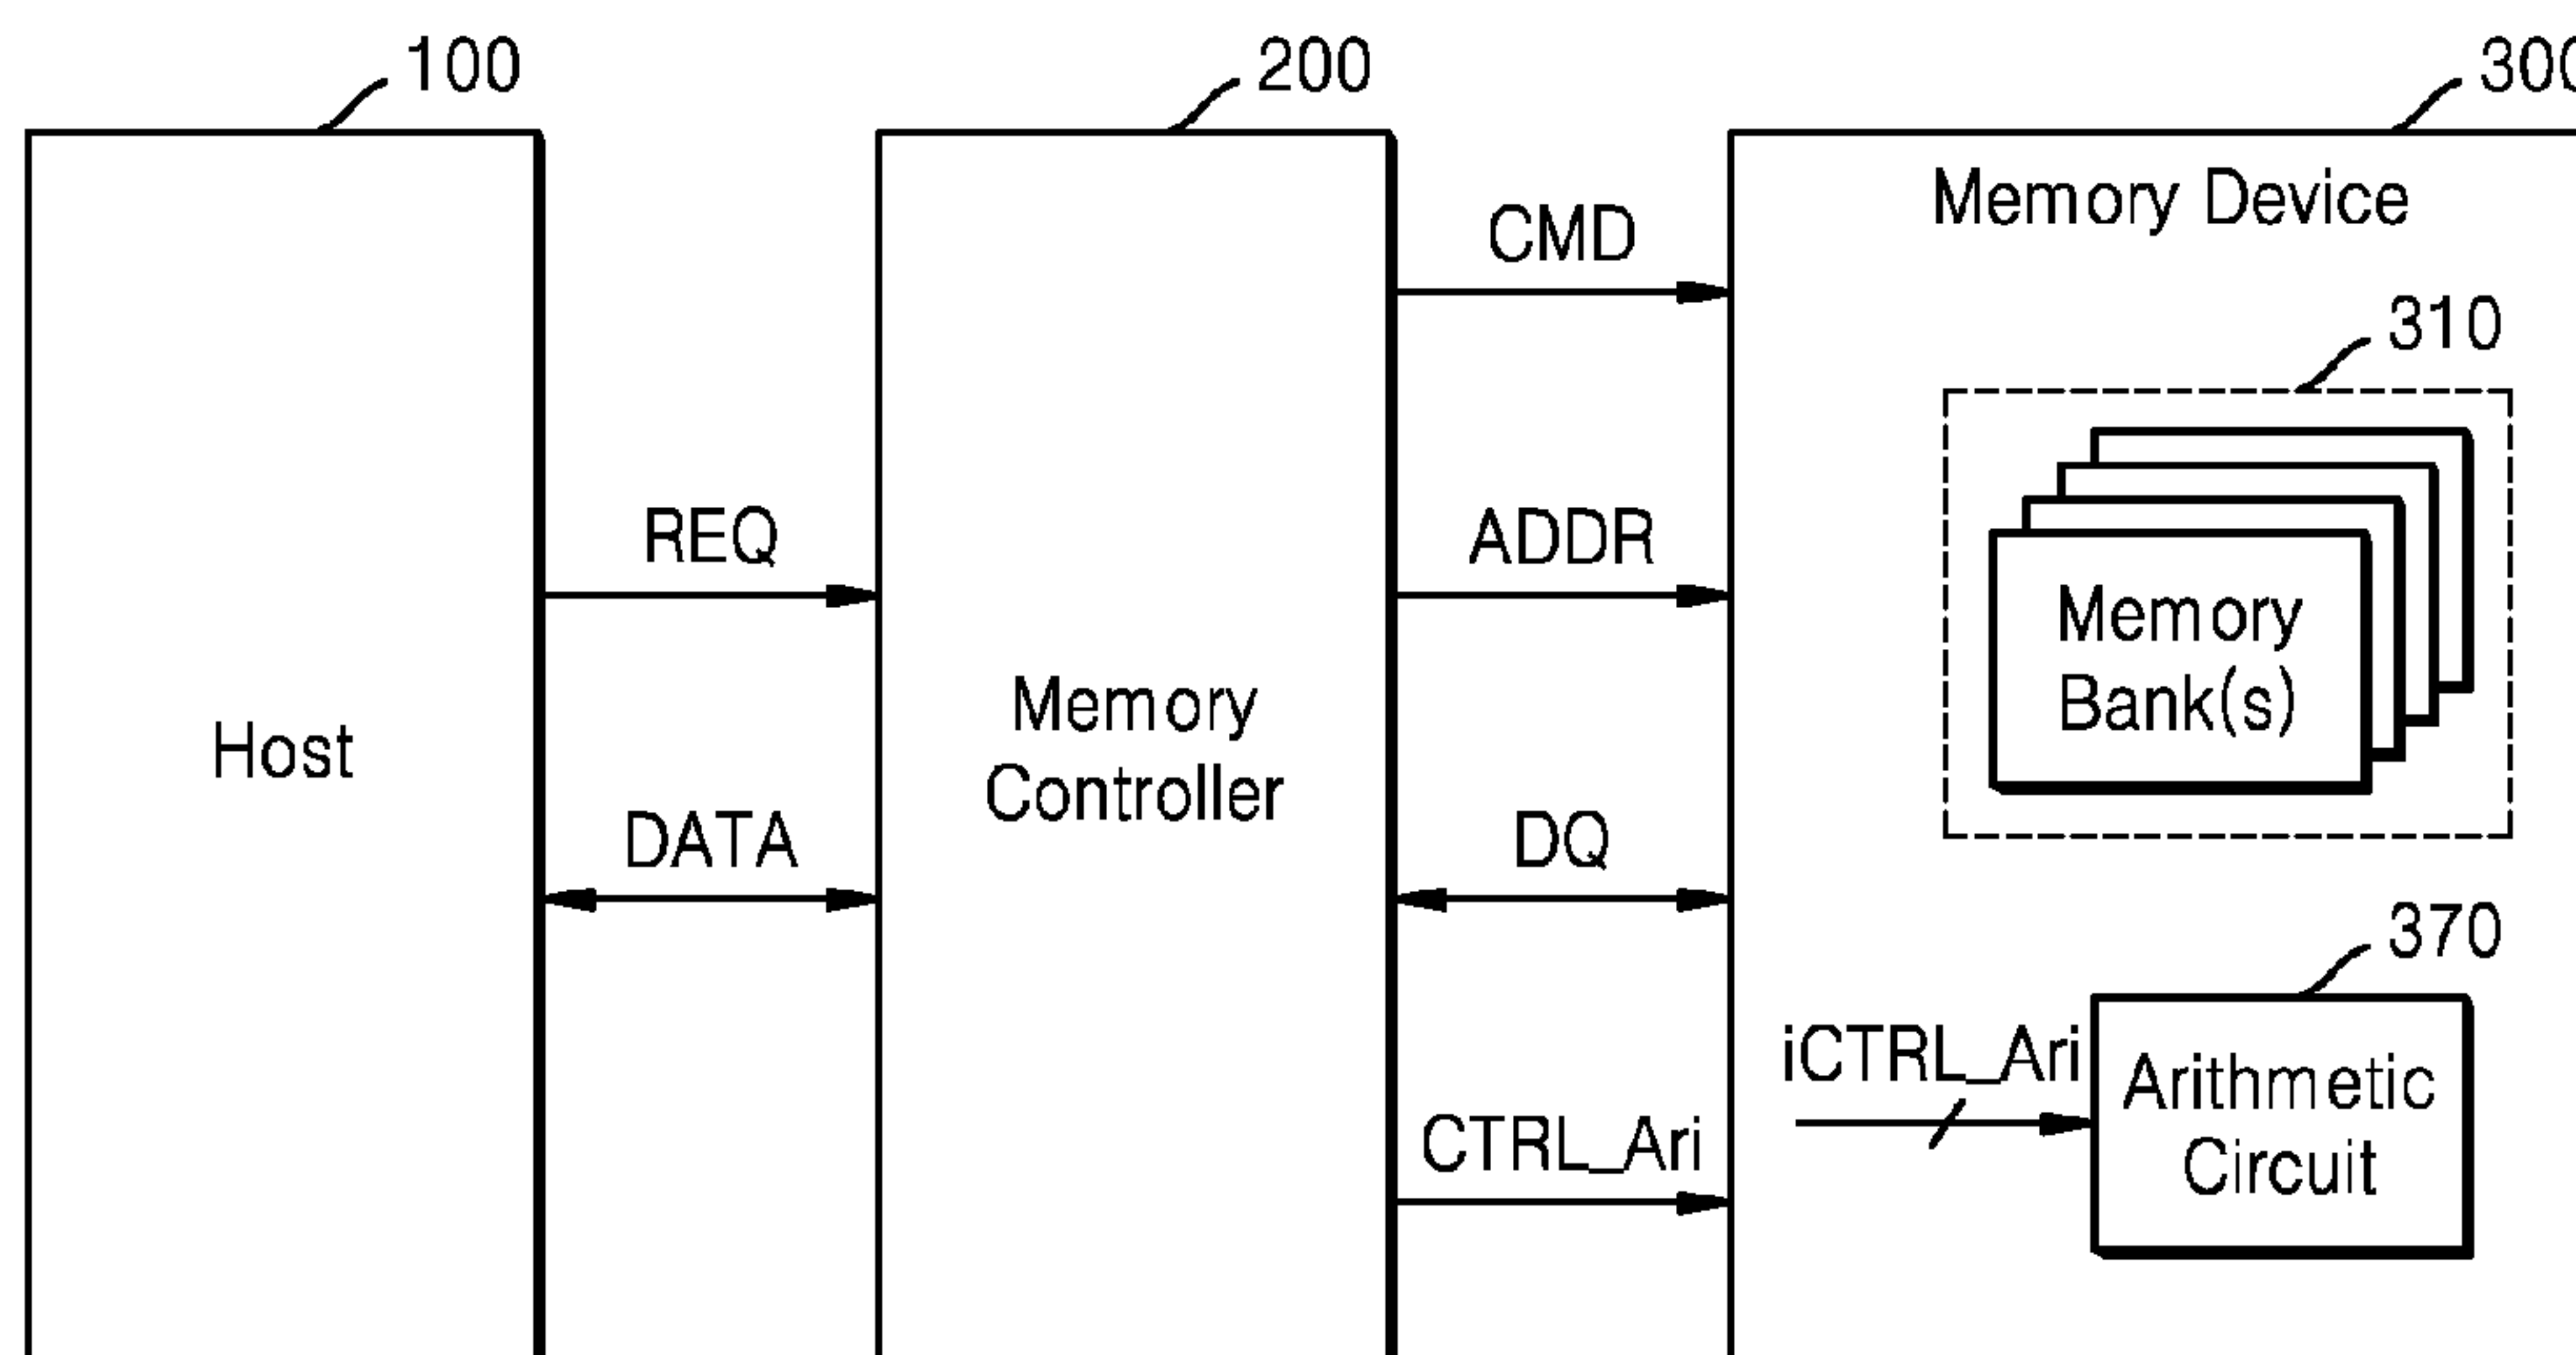 100
200
300
Memory Device
CMD
310
REQ
ADDR
Memory
Bank(s)
Host
Memory
Controller
DATA
DQ
370
iCTRL_Ari
Arithmetic
Circuit
CTRL_Ari